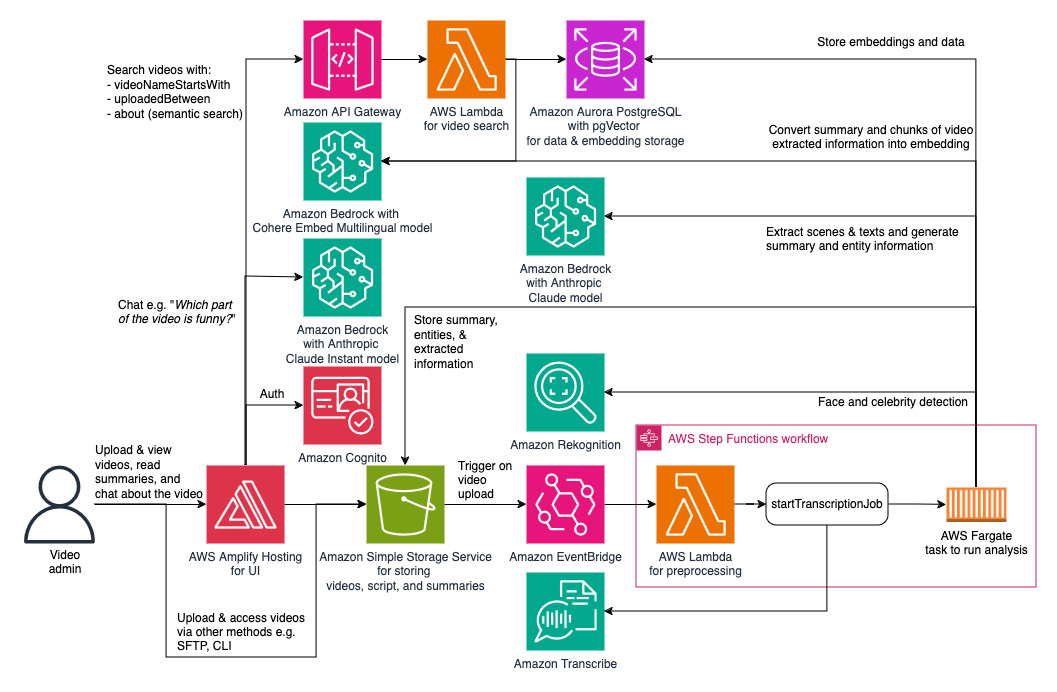 Search videos with:
- videoNameStartsWith
- uploadedBetween
- about (semantic search)
Amazon API Gateway
AWS Lambda
for video search
Amazon Aurora PostgreSQL
with pgVector
for data & embedding storage
Store embeddings and data
Convert summary and chunks of video
extracted information into embedding
Amazon Bedrock with
Cohere Embed Multilingual model
Amazon Bedrock
with Anthropic
Claude model
Extract scenes & texts and generate
summary and entity information
Chat e.g. "Which part
of the video is funny?"
Amazon Bedrock
with Anthropic
Claude Instant model
Store summary,
entities, &
extracted
information
Auth
Amazon Cognito
Amazon Rekognition
Face and celebrity detection
AWS Step Functions workflow
Upload & view
videos, read
summaries, and
chat about the video
Video
admin
AWS Amplify Hosting
for UI
Amazon Simple Storage Service
for storing
videos, script, and summaries
Trigger on
video
upload
Amazon EventBridge
AWS Lambda
for preprocessing
startTranscriptionJob
AWS Fargate
task to run analysis
Upload & access videos
via other methods e.g.
SFTP, CLI
Amazon Transcribe